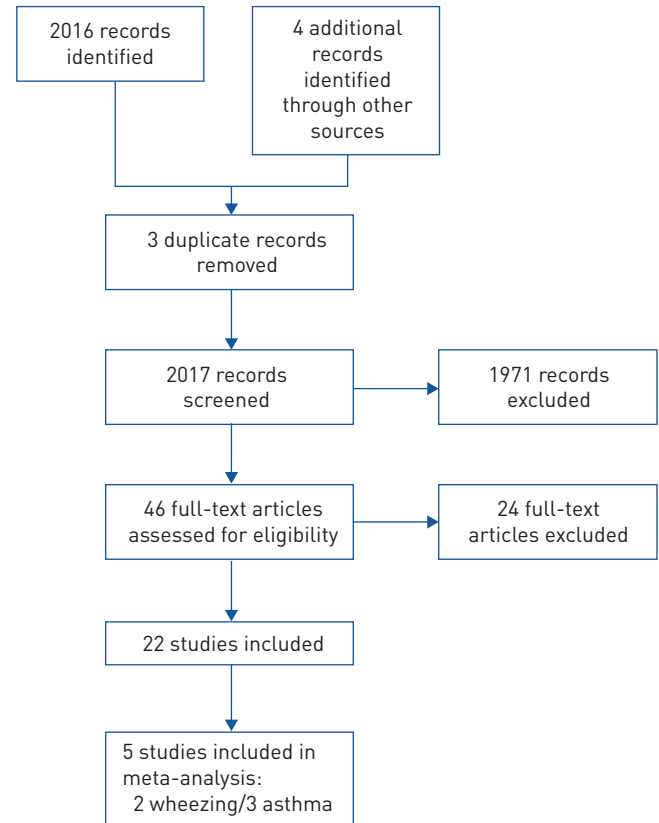 2016 records
identified
4 additional
records
identified
through other
sources
3 duplicate records
removed
2017 records
screened
1971 records
excluded
46 full-text articles
assessed for eligibility
24 full-text
articles excluded
22 studies included
5 studies included in
meta-analysis:
2 wheezing/3 asthma